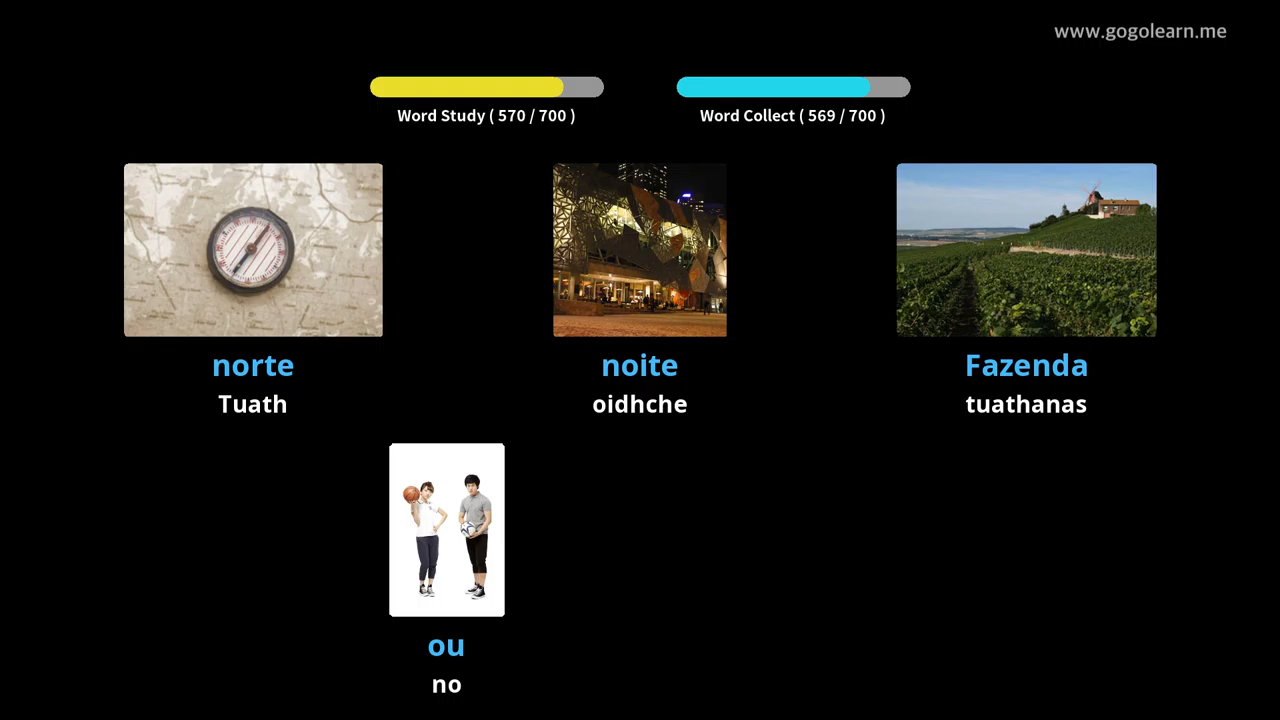 www.gogolearn.me
Word Study ( 570 / 700 )
Word Collect ( 569 / 700 )
norte
Tuath
noite
oidhche
Fazenda
tuathanas
ou
no